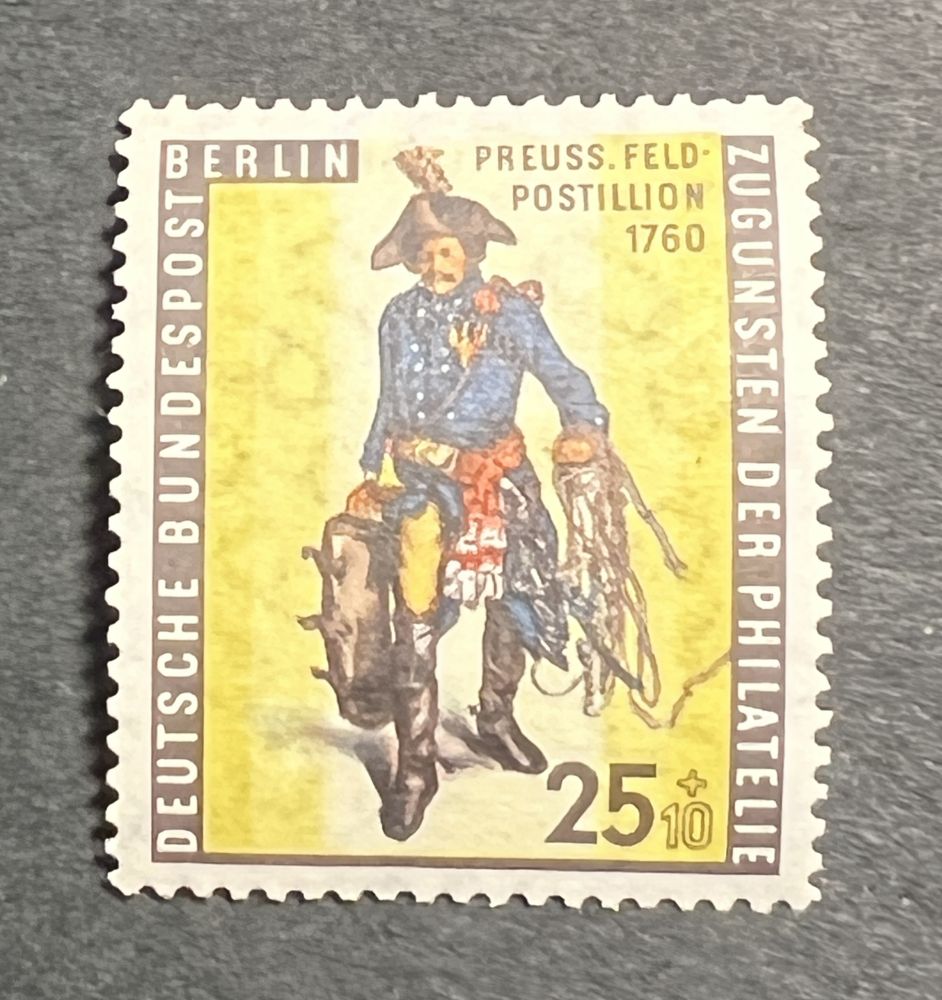 DEUTSCHE BUNDESPOST
BERLIN
PREUSS. FELD-
POSTILLION
1760
ZUGUNSTEN DER PHILATELIE
25 + 10